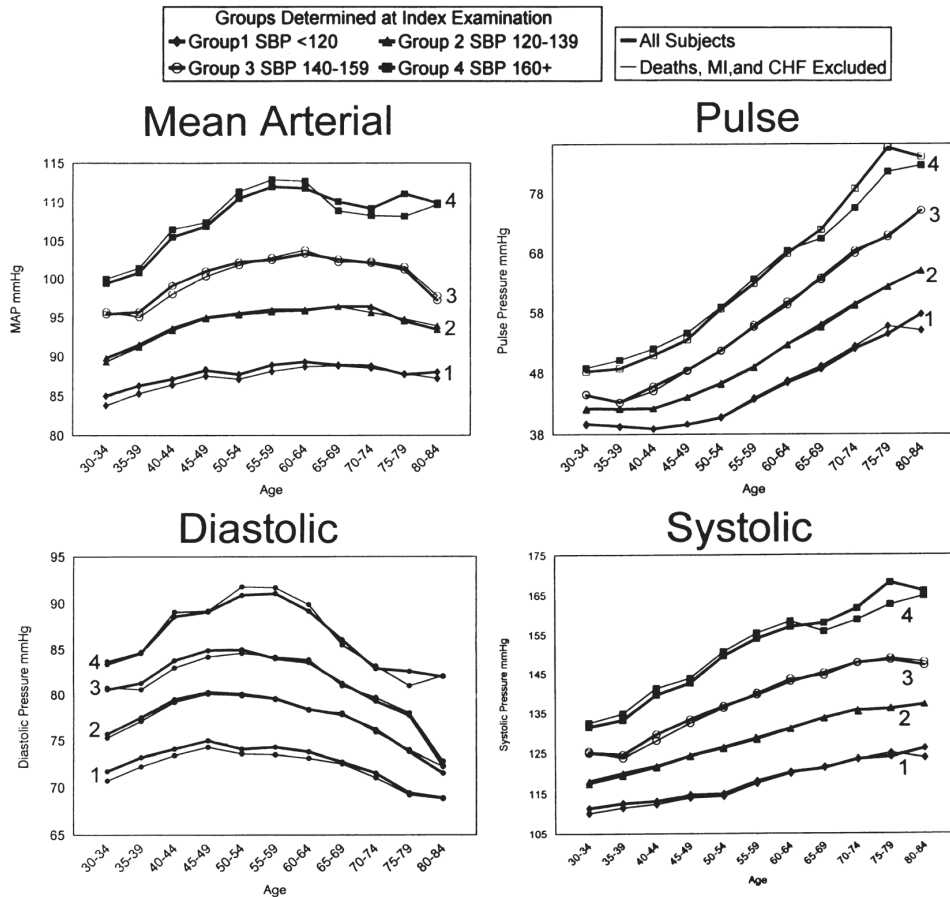 Groups Determined at Index Examination
Group1 SBP <120 Group 2 SBP 120-139
Group 3 SBP 140-159 Group 4 SBP 160+
All Subjects
Deaths, MI,and CHF Excluded
Mean Arterial
MAP mmHg
115
110
105
100
95
90
85
80
4
3
2
1
30-34 35-39 40-44 45-49 50-54 55-59 60-64 65-69 70-74 75-79 80-84
Age
Pulse
Pulse Pressure mmHg
78
68
58
48
38
4
3
2
1
30-34 35-39 40-44 45-49 50-54 55-59 60-64 65-69 70-74 75-79 80-84
Age
Diastolic
Diastolic Pressure mmHg
95
90
85
80
75
70
65
4
3
2
1
30-34 35-39 40-44 45-49 50-54 55-59 60-64 65-69 70-74 75-79 80-84
Age
Systolic
Systolic Pressure mmHg
175
165
155
145
135
125
115
105
4
3
2
1
30-34 35-39 40-44 45-49 50-54 55-59 60-64 65-69 70-74 75-79 80-84
Age